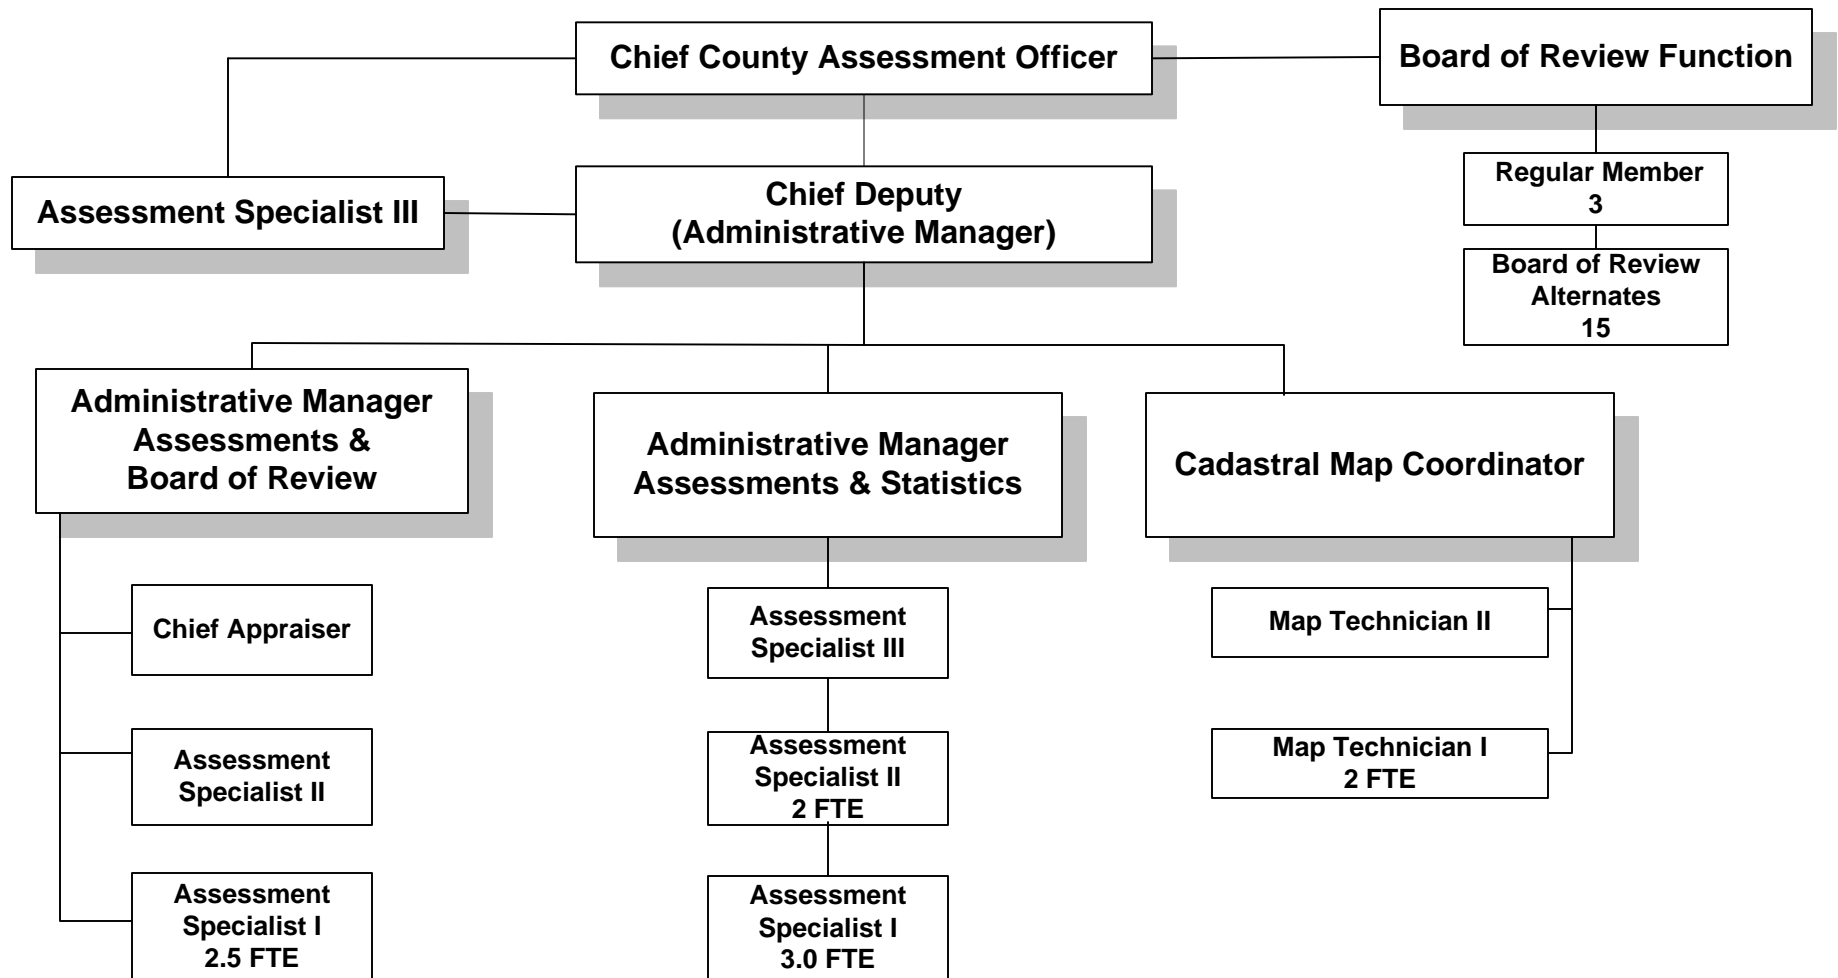 Chief County Assessment Officer
Board of Review Function
Regular Member
3
Board of Review
Alternates
15
Assessment Specialist III
Chief Deputy
(Administrative Manager)
Administrative Manager
Assessments &
Board of Review
Administrative Manager
Assessments & Statistics
Cadastral Map Coordinator
Chief Appraiser
Assessment
Specialist II
Assessment
Specialist I
2.5 FTE
Assessment
Specialist III
Assessment
Specialist II
2 FTE
Assessment
Specialist I
3.0 FTE
Map Technician II
Map Technician I
2 FTE